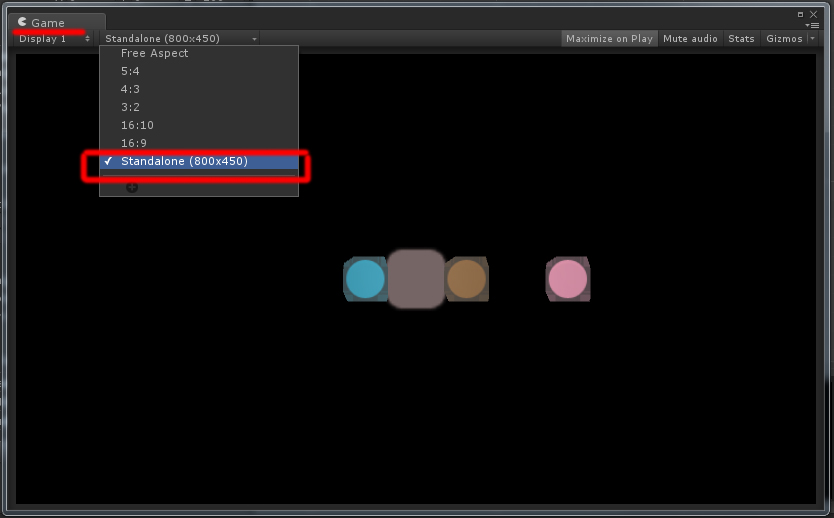 Game
Display 1 Standalone (800x450) Maximize on Play Mute audio Stats Gizmos
Free Aspect
5:4
4:3
3:2
16:10
16:9
✓ Standalone (800x450)